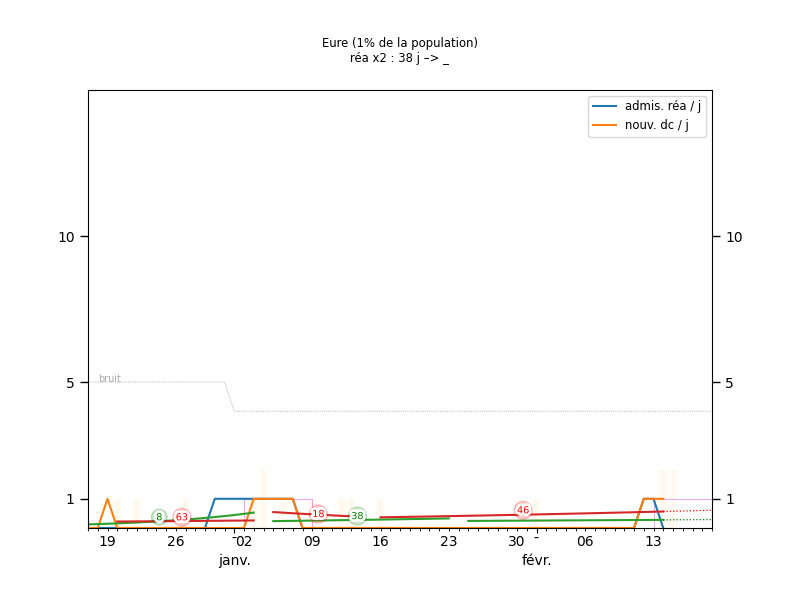 Eure (1% de la population)
réa x2 : 38 j –> _
admis. réa / j
nouv. dc / j
10 10
5 5
bruit
1 1
8 63 18 38 46
19 26 02 09 16 23 30 06 13
janv. févr.